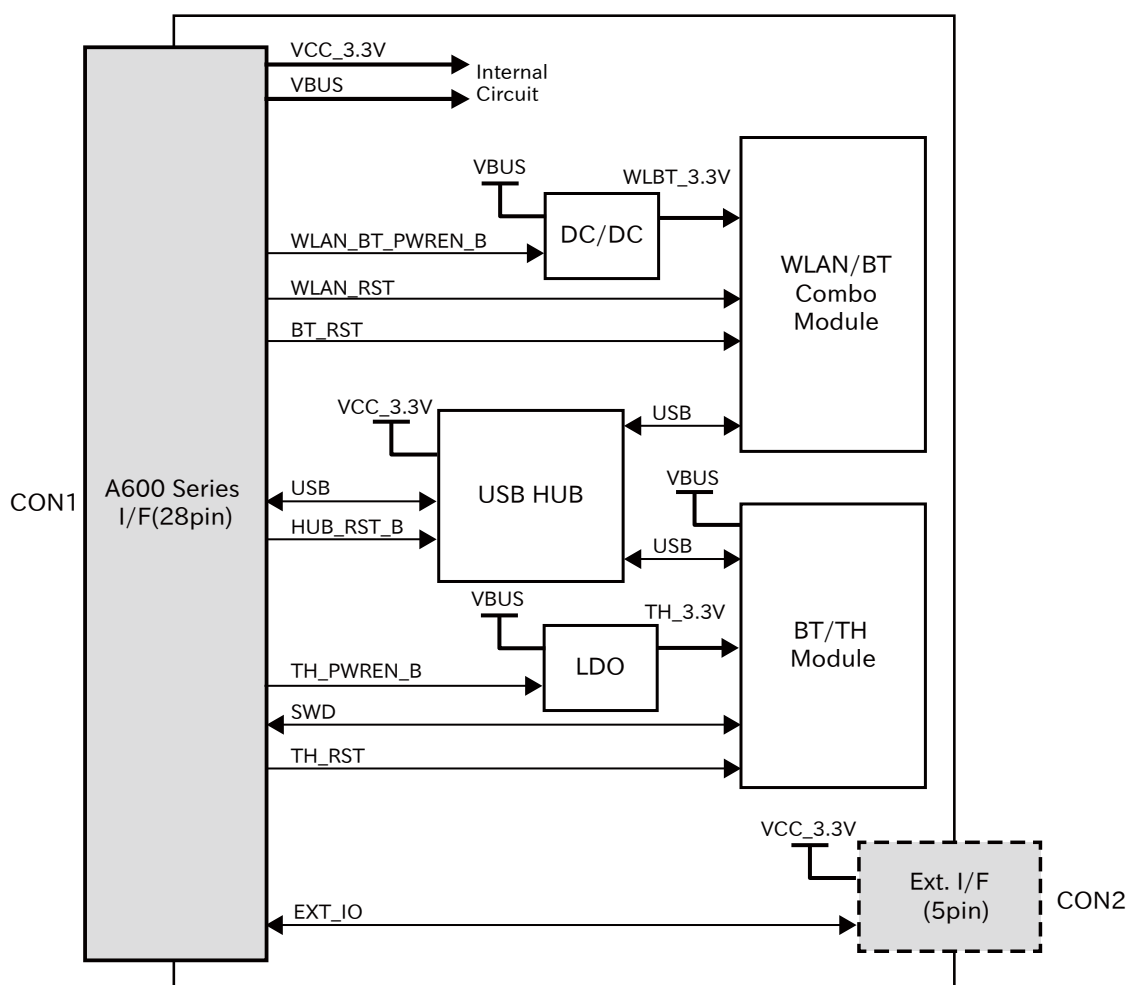 VCC_3.3V
VBUS
Internal
Circuit
VBUS
WLBT_3.3V
DC/DC
WLAN_BT_PWREN_B
WLAN_RST
BT_RST
WLAN/BT
Combo
Module
VCC_3.3V
USB
USB HUB
VBUS
CON1
A600 Series
I/F(28pin)
USB
HUB_RST_B
USB
VBUS
TH_3.3V
LDO
BT/TH
Module
TH_PWREN_B
SWD
TH_RST
VCC_3.3V
Ext. I/F
(5pin)
CON2
EXT_IO